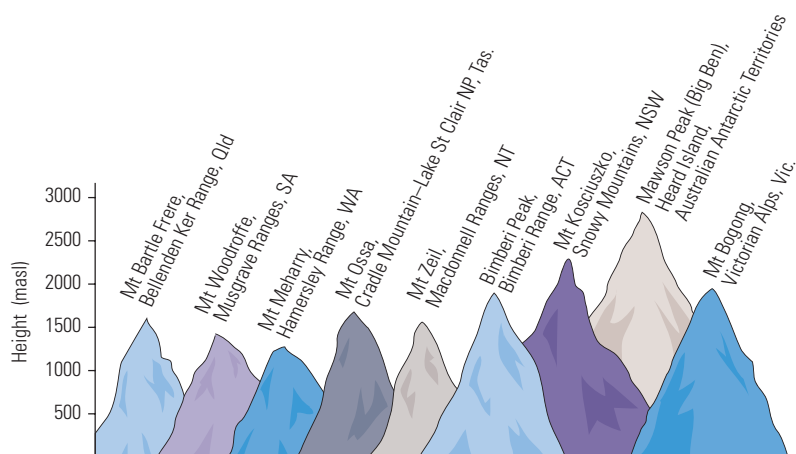 Mt Bartle Frere,
Bellenden Ker Range, Qld
Mt Woodroffe,
Musgrave Ranges, SA
Mt Meharry,
Hamersley Range, WA
Mt Ossa,
Cradle Mountain–Lake St Clair NP, Tas.
Mt Zeil,
Macdonnell Ranges, NT
Bimberi Peak,
Bimberi Range, ACT
Mt Kosciuszko,
Snowy Mountains, NSW
Mawson Peak (Big Ben),
Heard Island,
Australian Antarctic Territories
Mt Bogong,
Victorian Alps, Vic.
Height (masl)
3000
2500
2000
1500
1000
500